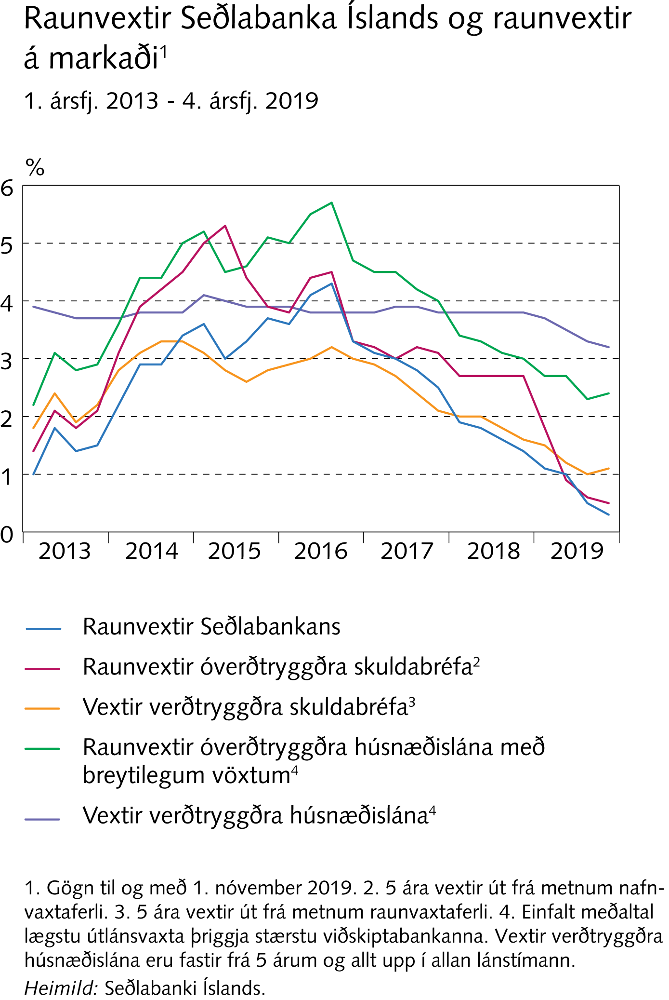 Raunvextir Seðlabanka Íslands og raunvextir
á markaði¹
1. ársfj. 2013 - 4. ársfj. 2019
%
6
5
4
3
2
1
0
2013 2014 2015 2016 2017 2018 2019
Raunvextir Seðlabankans
Raunvextir óverðtryggðra skuldabréfa²
Vextir verðtryggðra skuldabréfa³
Raunvextir óverðtryggðra húsnæðislána með
breytilegum vöxtum⁴
Vextir verðtryggðra húsnæðislána⁴
1. Gögn til og með 1. nóvember 2019. 2. 5 ára vextir út frá metnum nafn-
vaxtaferli. 3. 5 ára vextir út frá metnum raunvaxtaferli. 4. Einfalt meðaltal
lægstu útlánsvaxta þriggja stærstu viðskiptabankanna. Vextir verðtryggðra
húsnæðislána eru fastir frá 5 árum og allt upp í allan lánstímann.
Heimild: Seðlabanki Íslands.